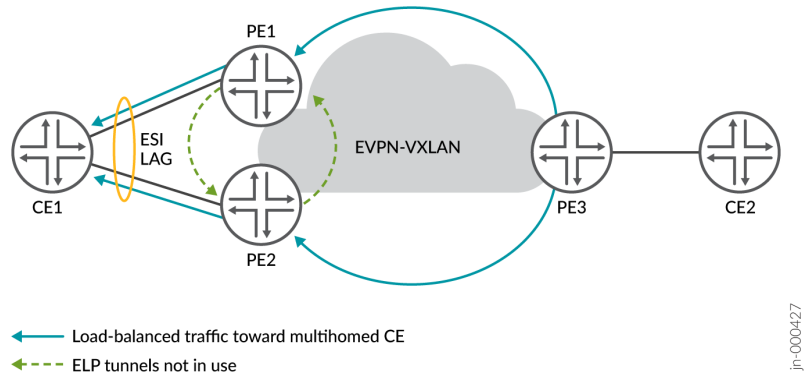 PE1
ESI
LAG
EVPN-VXLAN
CE1
PE3
CE2
PE2
Load-balanced traffic toward multihomed CE
ELP tunnels not in use
jn-000427